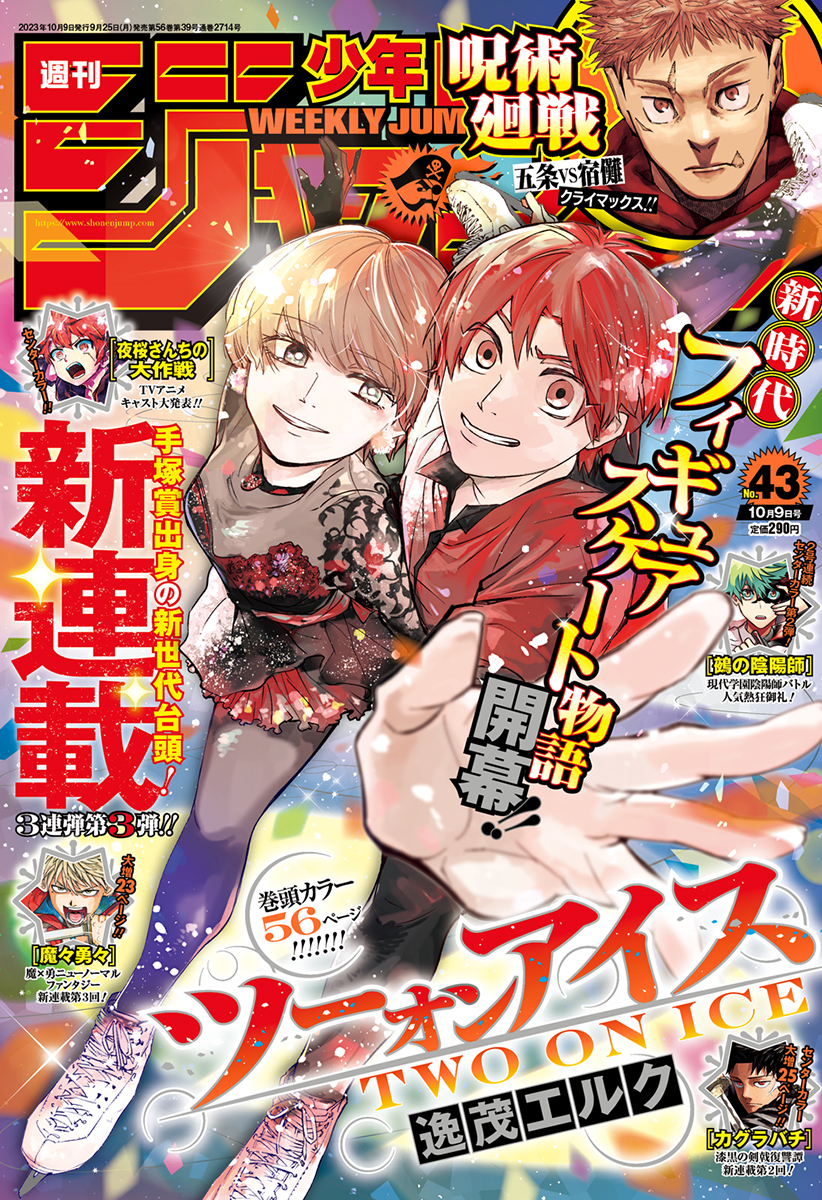 2023年10月9日発行9月25日(月)発売第56巻第39号通巻2714号
週刊
少年
WEEKLY JUM
ジャ
https://www.shonenjump.com
呪術
廻戦
五条VS宿儺
クライマックス!!
センターカラー!!
[夜桜さんちの
大作戦]
TVアニメ
キャスト大発表!!
新時代
フィギュア
スケート物語
開幕!!
No.43
10月9日号
定価290円
手塚賞出身の新世代台頭!
新連載
3連弾第3弾!!
2号連続
センターカラー第2弾!
[鵺の陰陽師]
現代学園陰陽師バトル
人気熱狂御礼!
大増23ページ!!
[魔々勇々]
魔×勇ニューノーマル
ファンタジー
新連載第3回!
巻頭カラー
56ページ
!!!!!!!!
ツーオンアイス
TWO ON ICE
逸茂エルク
センターカラー
大増25ページ!!
[カグラバチ]
漆黒の剣戟復讐譚
新連載第2回!